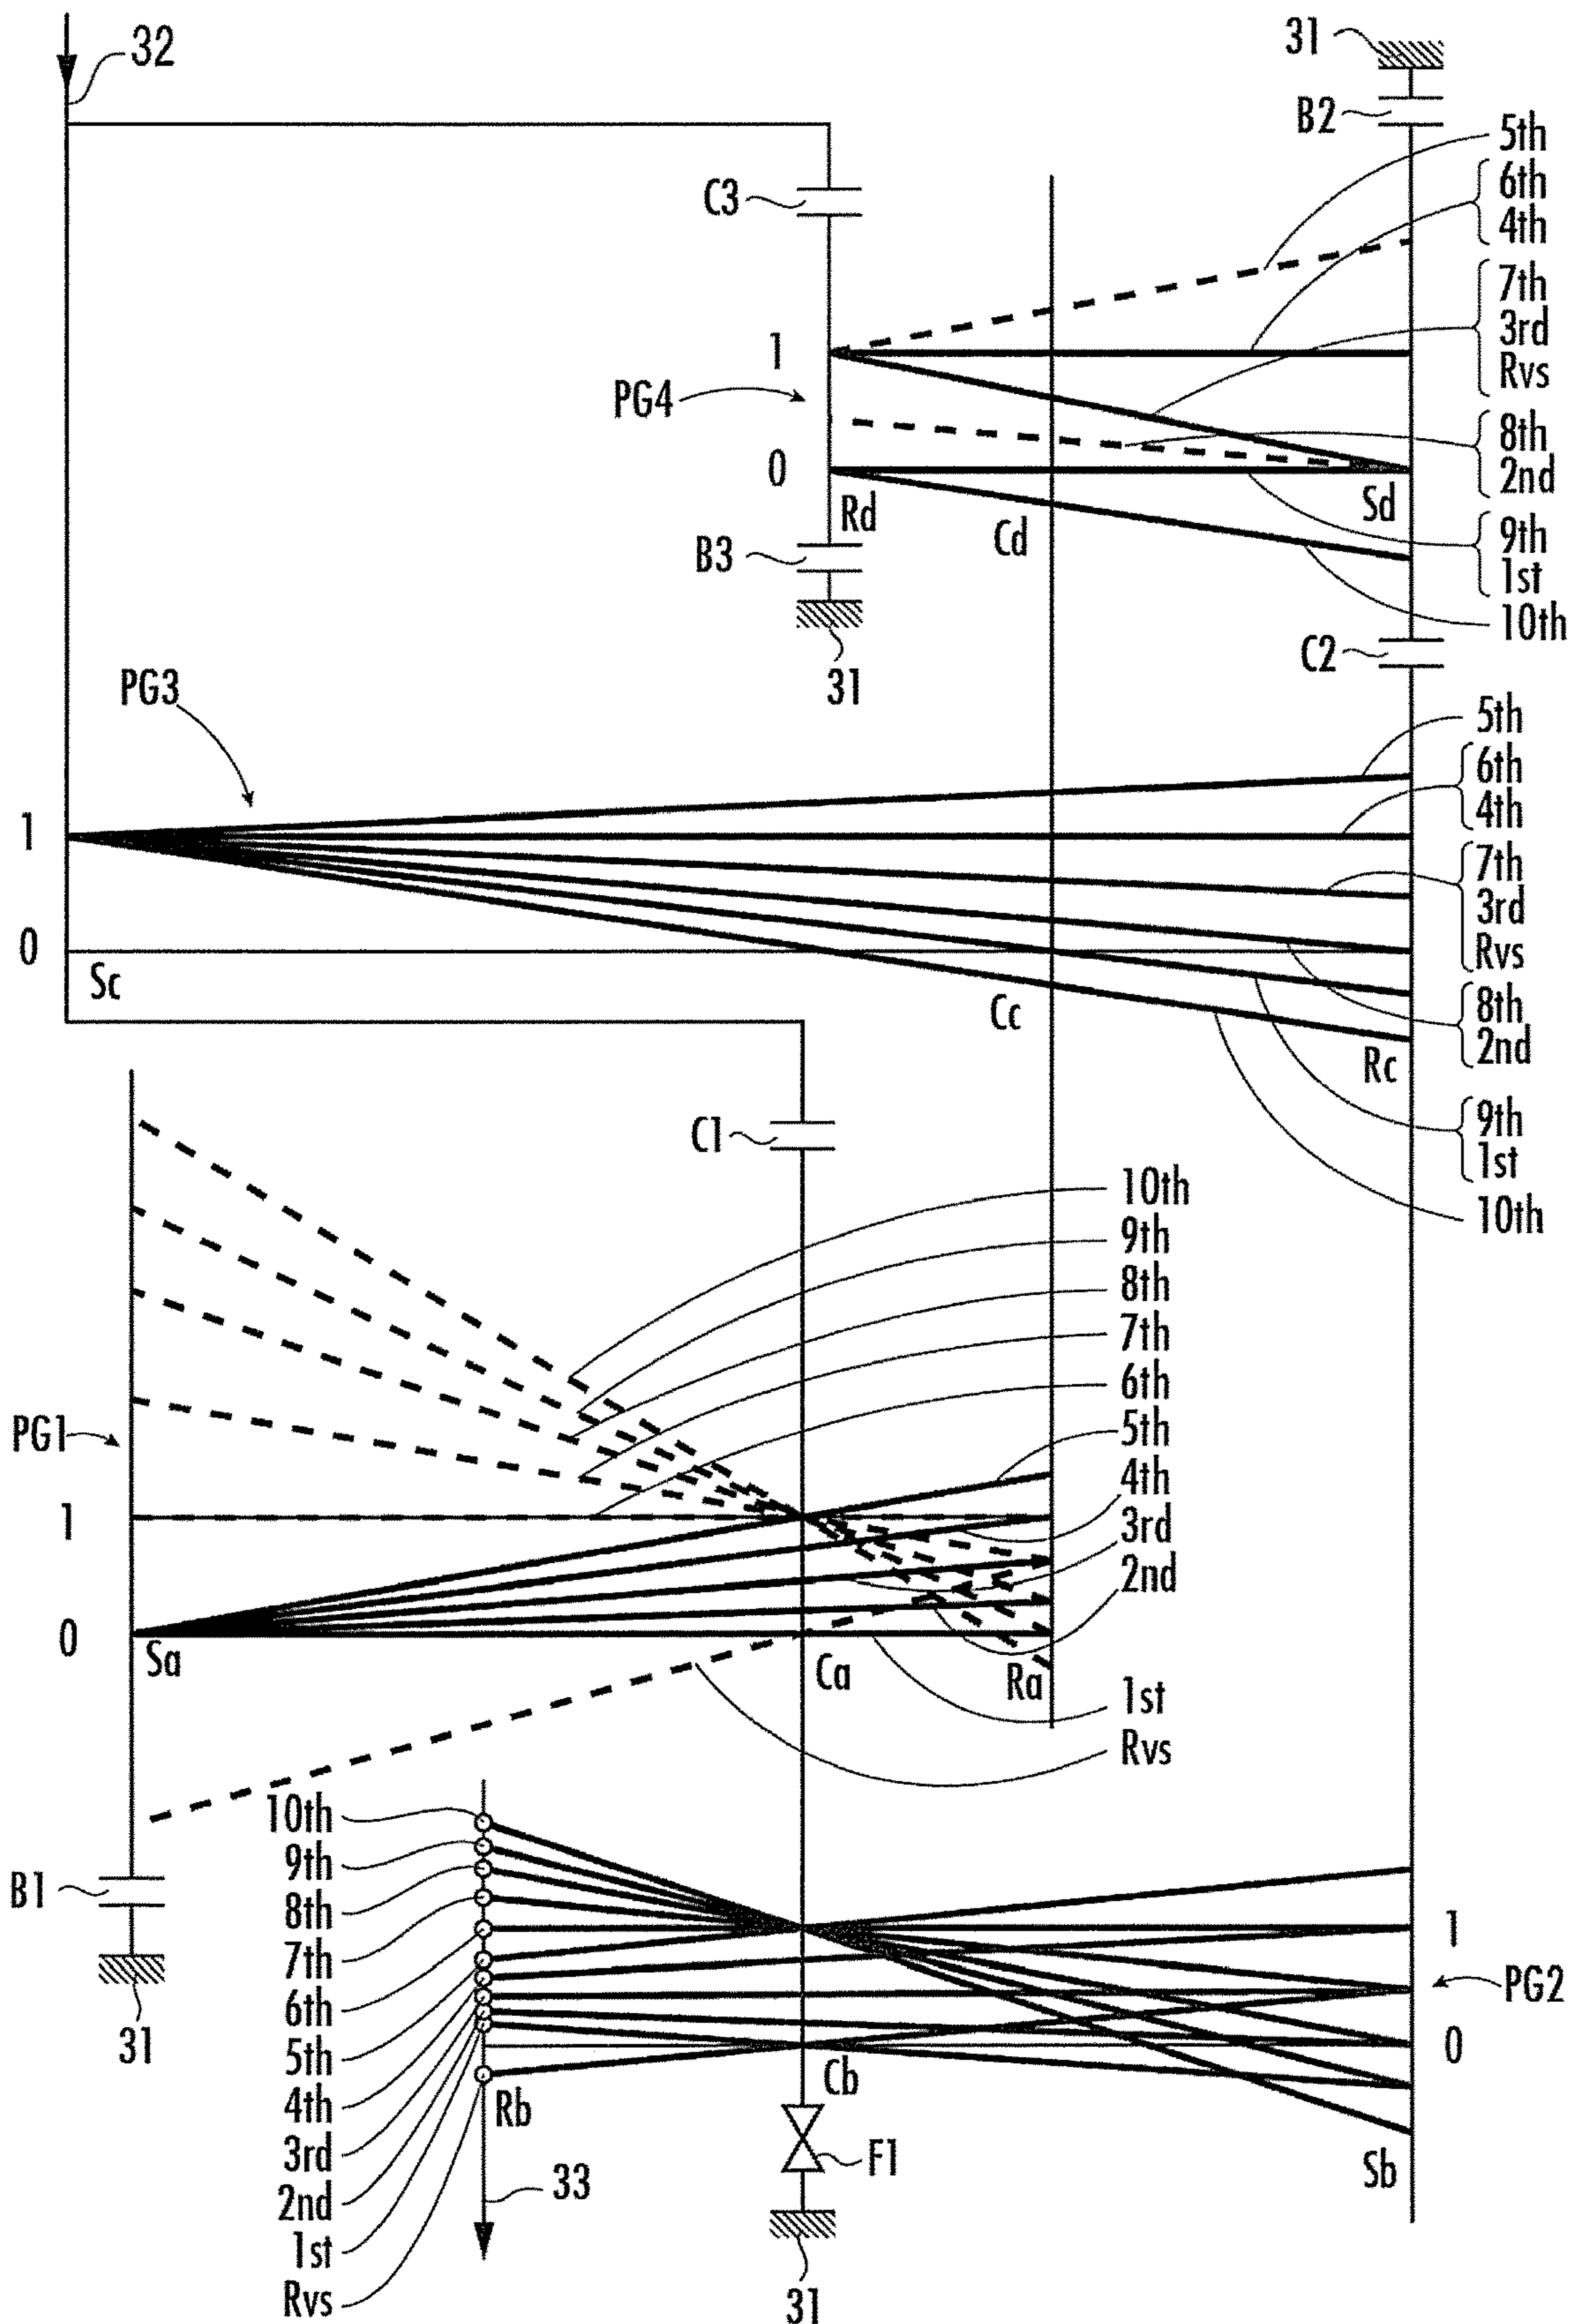 32
31
B2
5th
6th
4th
C3
7th
3rd
Rvs
1
PG4
8th
2nd
0
Rd
Cd
Sd
9th
1st
10th
B3
31
C2
PG3
5th
6th
4th
1
7th
3rd
Rvs
0
Sc
Cc
Rc
8th
2nd
9th
1st
10th
C1
10th
9th
8th
7th
6th
5th
4th
3rd
2nd
1st
Rvs
PG1
1
0
Sa
Ca
Ra
B1
31
10th
9th
8th
7th
6th
5th
4th
3rd
2nd
1st
Rvs
Rb
33
Cb
F1
31
1
PG2
0
Sb